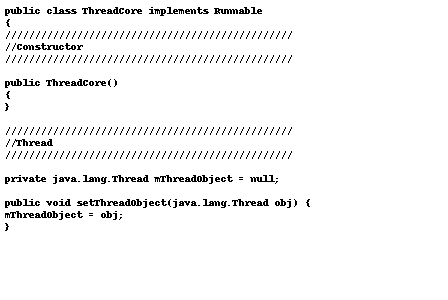 public class ThreadCore implements Runnable
{
////////////////////////////////////////////////
//Constructor
////////////////////////////////////////////////
public ThreadCore()
{
}
////////////////////////////////////////////////
//Thread
////////////////////////////////////////////////
private java.lang.Thread mThreadObject = null;
public void setThreadObject(java.lang.Thread obj) {
mThreadObject = obj;
}